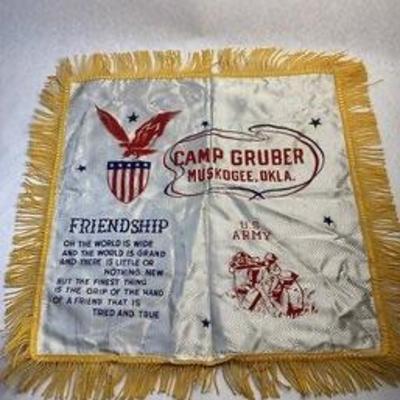 CAMP GRUBER
MUSKOGEE, OKLA.
FRIENDSHIP
OH THE WORLD IS WIDE
AND THE WORLD IS GRAND
AND THERE IS LITTLE OR
NOTHING NEW
BUT THE FINEST THING
IS THE GRIP OF THE HAND
OF A FRIEND THAT IS
TRIED AND TRUE
U.S.
ARMY